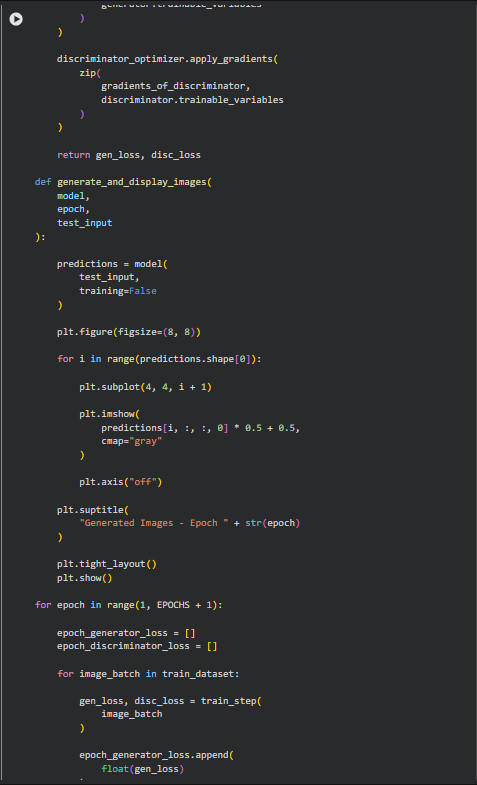 generator.trainable_variables
        )
    )

    discriminator_optimizer.apply_gradients(
        zip(
            gradients_of_discriminator,
            discriminator.trainable_variables
        )
    )

    return gen_loss, disc_loss

def generate_and_display_images(
    model,
    epoch,
    test_input
):

    predictions = model(
        test_input,
        training=False
    )

    plt.figure(figsize=(8, 8))

    for i in range(predictions.shape[0]):

        plt.subplot(4, 4, i + 1)

        plt.imshow(
            predictions[i, :, :, 0] * 0.5 + 0.5,
            cmap="gray"
        )

        plt.axis("off")

    plt.suptitle(
        "Generated Images - Epoch " + str(epoch)
    )

    plt.tight_layout()
    plt.show()

for epoch in range(1, EPOCHS + 1):

    epoch_generator_loss = []
    epoch_discriminator_loss = []

    for image_batch in train_dataset:

        gen_loss, disc_loss = train_step(
            image_batch
        )

        epoch_generator_loss.append(
            float(gen_loss)